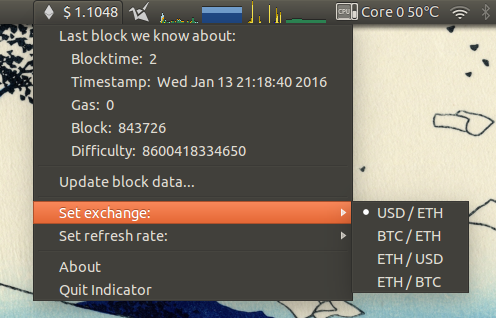 $ 1.1048
CPU
Core 0 50°C
Last block we know about:
Blocktime: 2
Timestamp: Wed Jan 13 21:18:40 2016
Gas: 0
Block: 843726
Difficulty: 8600418334650
Update block data...
Set exchange:
USD / ETH
BTC / ETH
ETH / USD
ETH / BTC
Set refresh rate:
About
Quit Indicator